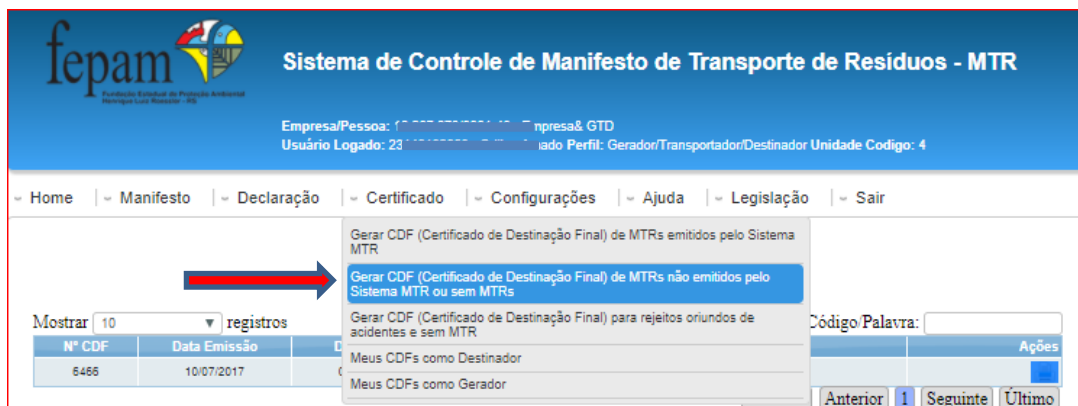 fepam
Fundação Estadual de Proteção Ambiental
Henrique Luis Roessler - RS
Sistema de Controle de Manifesto de Transporte de Resíduos - MTR
Empresa/Pessoa: mpresa& GTD
Usuário Logado: 23 ado Perfil: Gerador/Transportador/Destinador Unidade Codigo: 4
Home Manifesto Declaração Certificado Configurações Ajuda Legislação Sair
Gerar CDF (Certificado de Destinação Final) de MTRs emitidos pelo Sistema
MTR
Gerar CDF (Certificado de Destinação Final) de MTRs não emitidos pelo
Sistema MTR ou sem MTRs
Gerar CDF (Certificado de Destinação Final) para rejeitos oriundos de
acidentes e sem MTR
Meus CDFs como Destinador
Meus CDFs como Gerador
Mostrar 10 registros Código/Palavra:
Nº CDF Data Emissão D Ações
6466 10/07/2017
Anterior 1 Seguinte Último